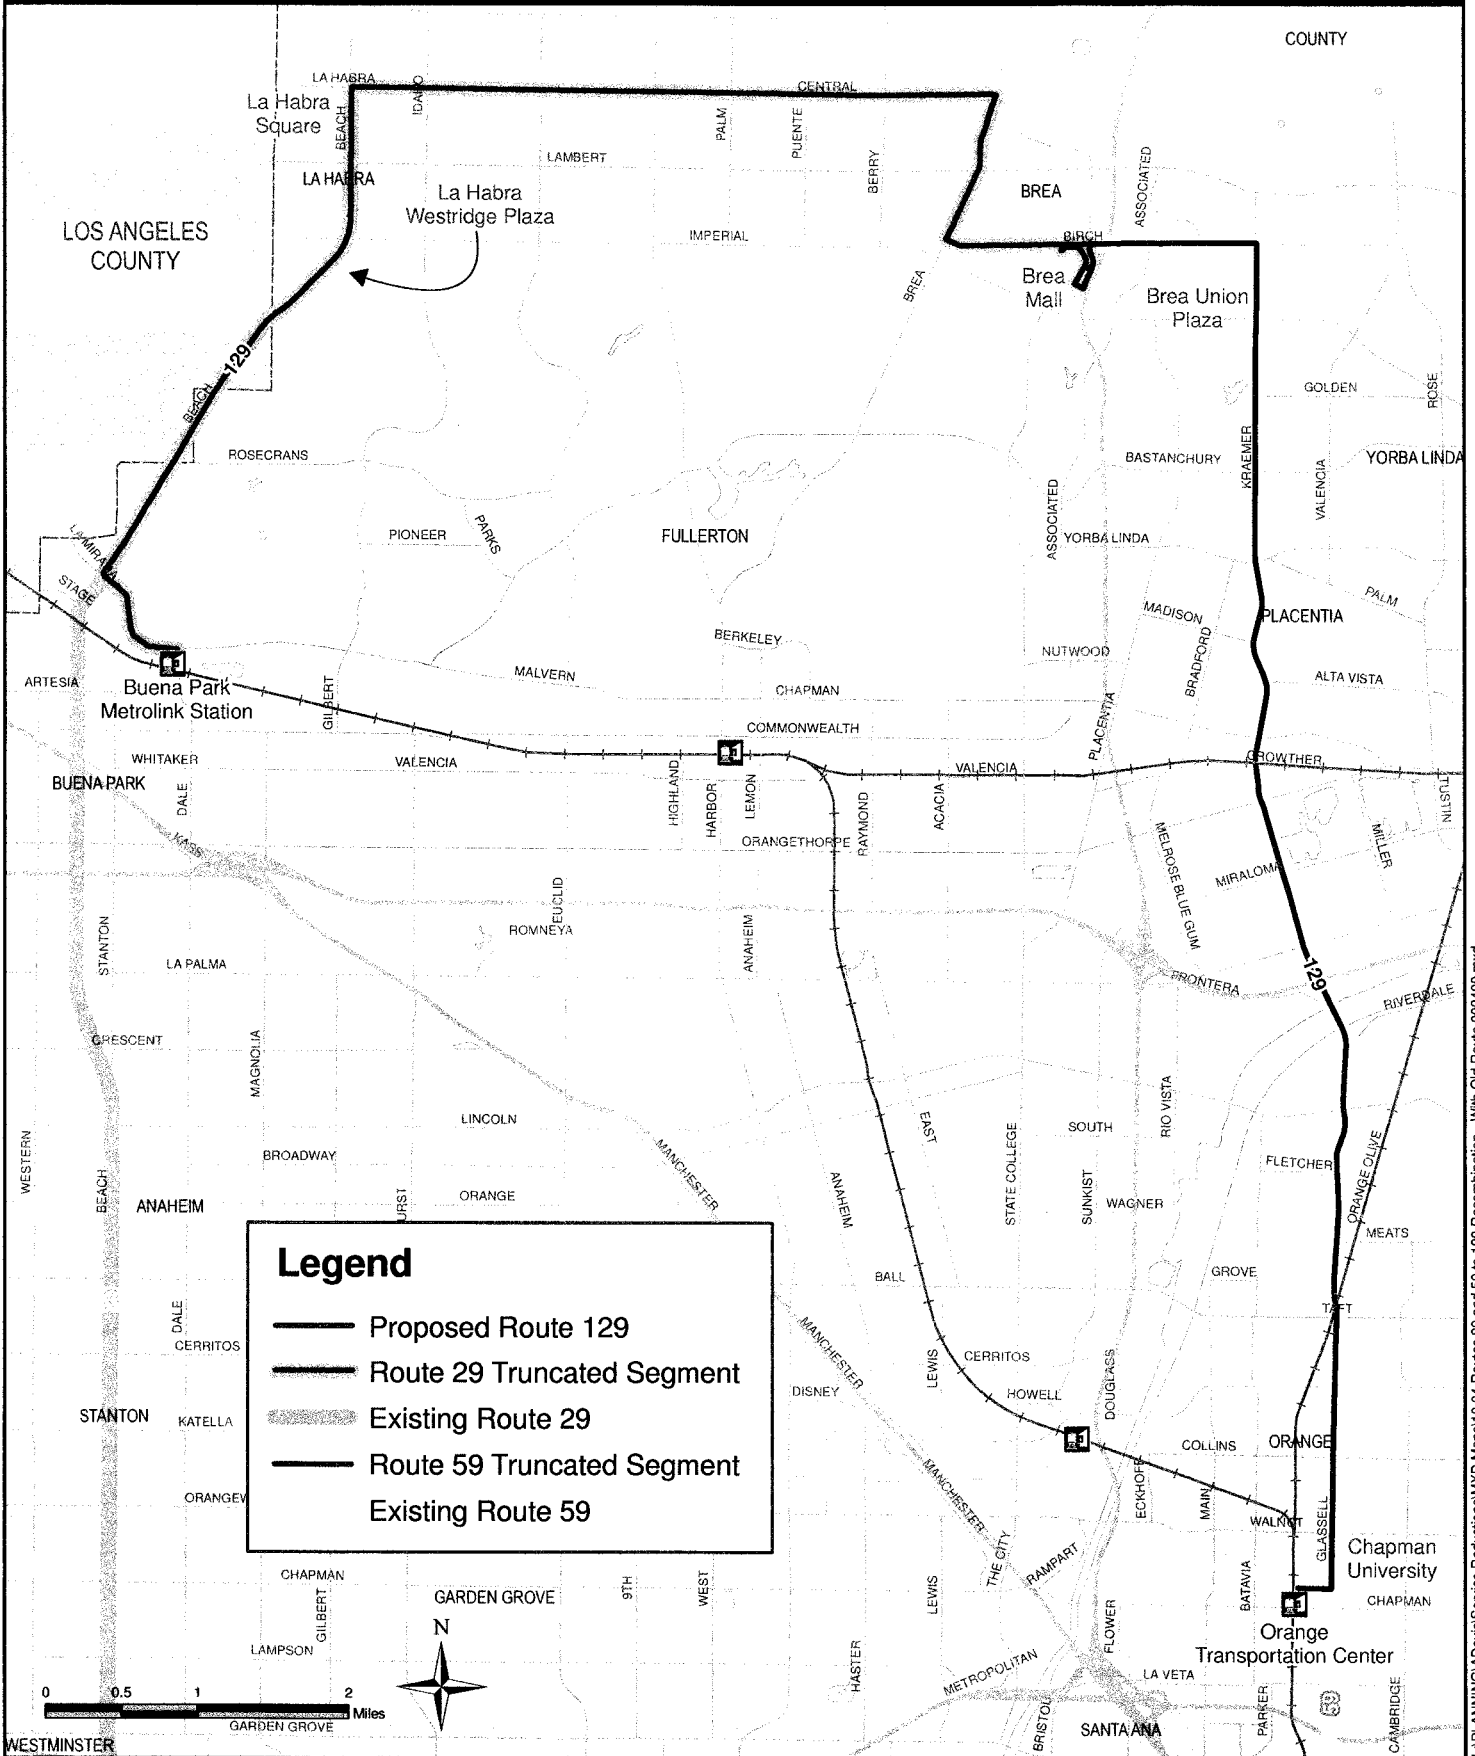 COUNTY
LA HABRA
CENTRAL
IDAHO
La Habra
Square
BEACH
PALM
PUENTE
LAMBERT
BERRY
ASSOCIATED
LA HABRA
BREA
La Habra
Westridge Plaza
LOS ANGELES
COUNTY
IMPERIAL
BIRCH
BREA
Brea
Mall
Brea Union
Plaza
129
BEACH
GOLDEN
ROSE
ROSECRANS
BASTANCHURY
KRAEMER
YORBA LINDA
VALENCIA
ASSOCIATED
LA MIRADA
PIONEER
PARKS
FULLERTON
YORBA LINDA
STAGE
PALM
MADISON
PLACENTIA
BERKELEY
NUTWOOD
BRADFORD
ARTESIA
Buena Park
Metrolink Station
MALVERN
GILBERT
CHAPMAN
ALTA VISTA
COMMONWEALTH
PLACENTIA
WHITAKER
VALENCIA
VALENCIA
CROWTHER
BUENA PARK
DALE
HIGHLAND
HARBOR
LEMON
RAYMOND
ACACIA
TUSTIN
KASS
ORANGETHORPE
MELROSE
BLUE GUM
MILLER
MIRALOMA
EUCLID
ROMNEYA
STANTON
ANAHEIM
LA PALMA
129
FRONTERA
RIVERDALE
CRESCENT
MAGNOLIA
LINCOLN
EAST
SOUTH
RIO VISTA
WESTERN
BROADWAY
MANCHESTER
STATE COLLEGE
FLETCHER
ORANGE OLIVE
BEACH
ANAHEIM
URST
ORANGE
ANAHEIM
SUNKIST
WAGNER
MEATS
Legend
Proposed Route 129
Route 29 Truncated Segment
Existing Route 29
Route 59 Truncated Segment
Existing Route 59
BALL
GROVE
TAFT
DALE
CERRITOS
MANCHESTER
LEWIS
CERRITOS
DISNEY
HOWELL
DOUGLASS
STANTON
KATELLA
COLLINS
ORANGE
ORANGEW
MANCHESTER
ECKHOFF
MAIN
WALNUT
GLASSELL
Chapman
University
CHAPMAN
GILBERT
GARDEN GROVE
9TH
WEST
LEWIS
THE CITY
RAMPART
FLOWER
BATAVIA
CHAPMAN
Orange
Transportation Center
N
LAMPSON
HASTER
METROPOLITAN
LA VETA
0 0.5 1 2
Miles
GARDEN GROVE
BRISTOL
SANTA ANA
PARKER
59
CAMBRIDGE
WESTMINSTER